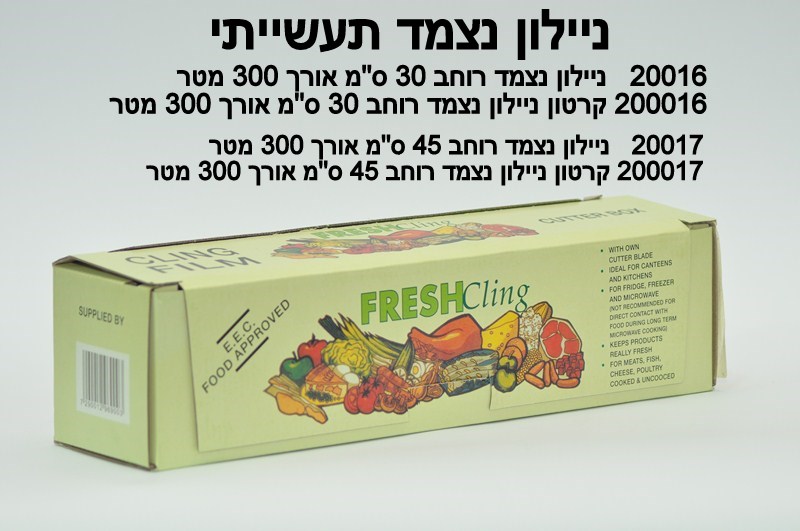 ניילון נצמד תעשייתי
20016 ניילון נצמד רוחב 30 ס"מ אורך 300 מטר
200016 קרטון ניילון נצמד רוחב 30 ס"מ אורך 300 מטר
20017 ניילון נצמד רוחב 45 ס"מ אורך 300 מטר
200017 קרטון ניילון נצמד רוחב 45 ס"מ אורך 300 מטר
CLING
FILM
FRESHCling
CUTTER BOX
SUPPLIED BY
E.E.C.
FOOD APPROVED
FRESHCling
• WITH OWN
CUTTER BLADE
• IDEAL FOR CANTEENS
AND KITCHENS
• FOR FRIDGE, FREEZER
AND MICROWAVE
(NOT RECOMMENDED FOR
DIRECT CONTACT WITH
FOOD DURING LONG TERM
MICROWAVE COOKING)
• KEEPS PRODUCTS
REALLY FRESH
• FOR MEATS, FISH,
CHEESE, POULTRY
COOKED & UNCOOCED